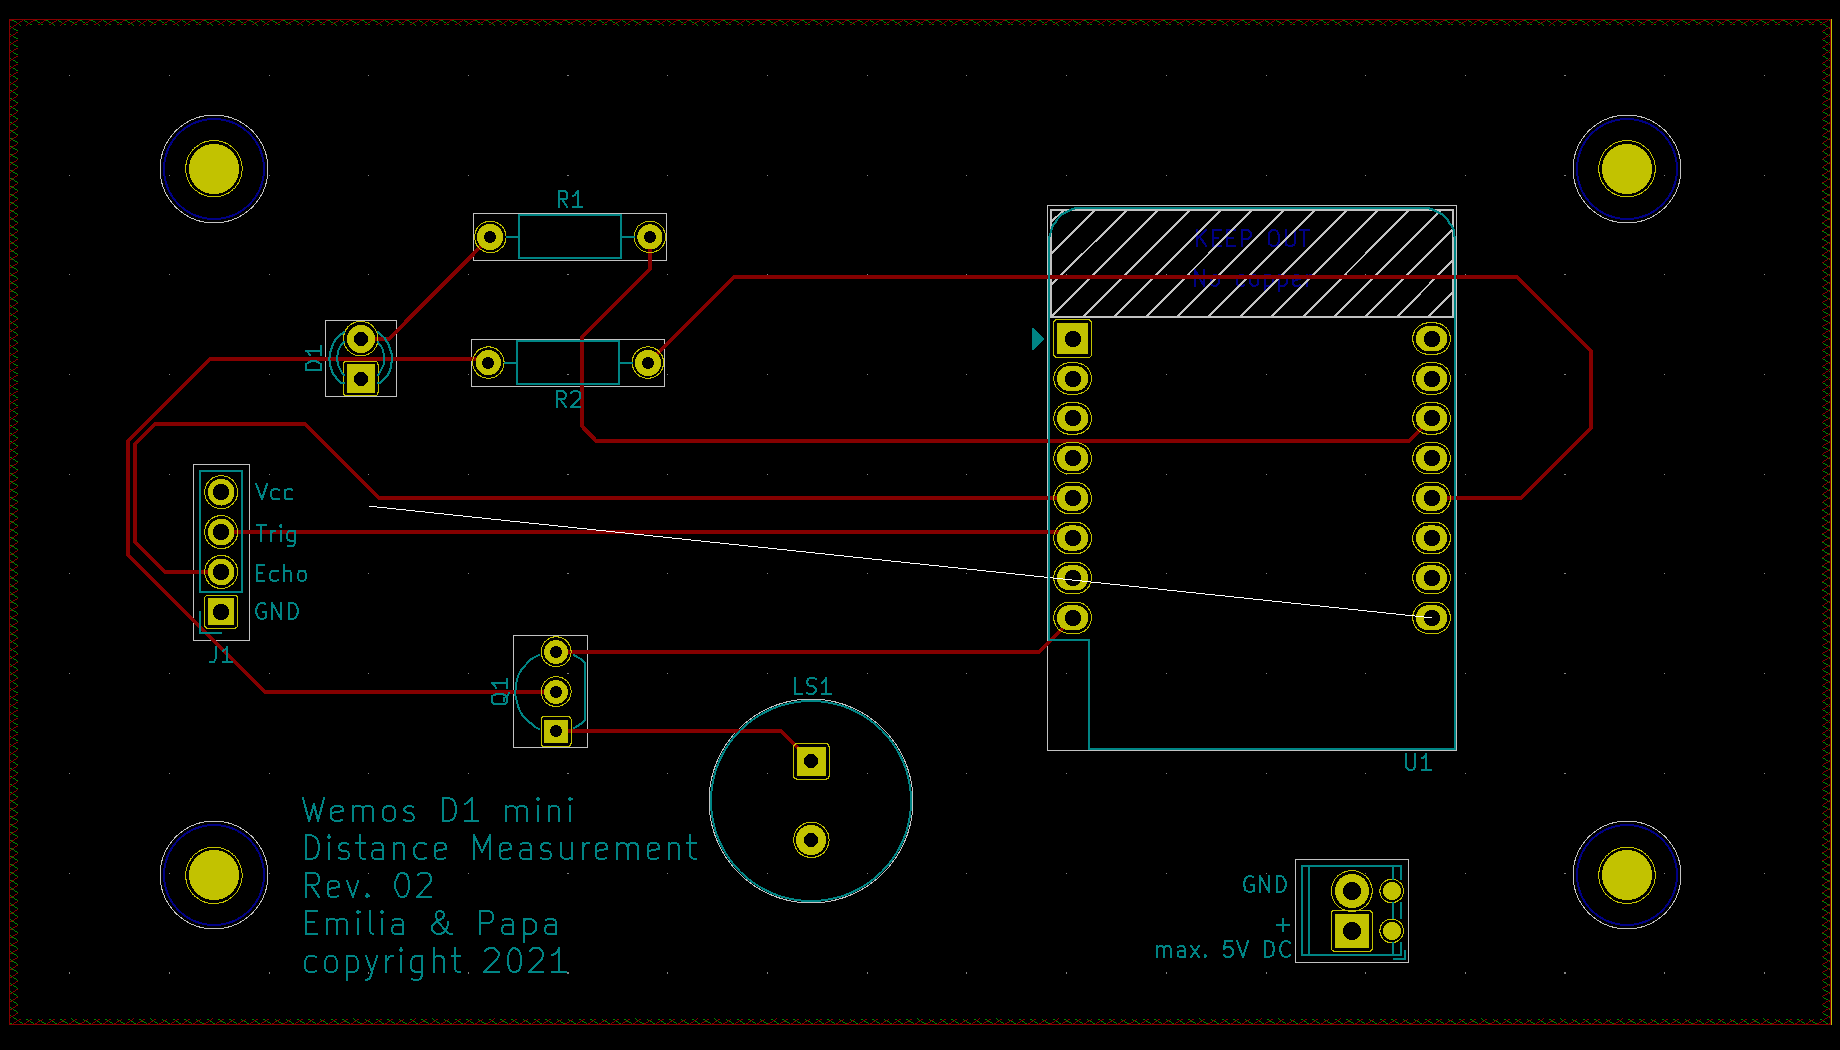 R1
KEEP OUT
No copper
D1
R2
Vcc
Trig
Echo
GND
J1
Q1
LS1
U1
Wemos D1 mini
Distance Measurement
Rev. 02
Emilia & Papa
copyright 2021
GND
+
max. 5V DC